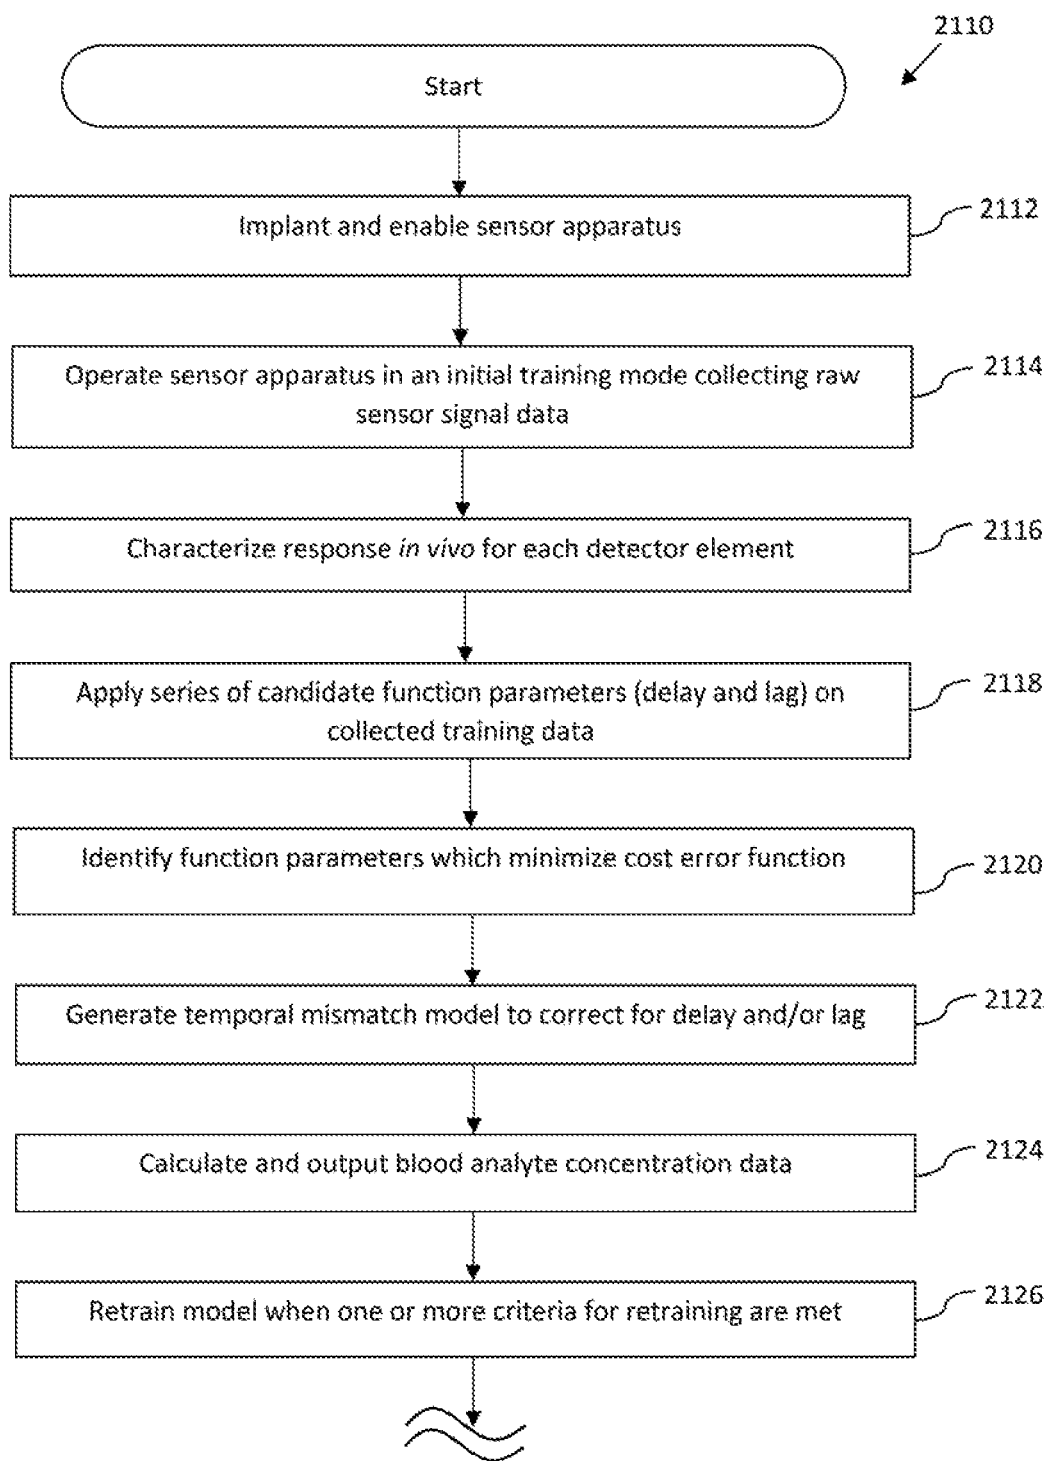 2110
Start
Implant and enable sensor apparatus
2112
Operate sensor apparatus in an initial training mode collecting raw
sensor signal data
2114
Characterize response in vivo for each detector element
2116
Apply series of candidate function parameters (delay and lag) on
collected training data
2118
Identify function parameters which minimize cost error function
2120
Generate temporal mismatch model to correct for delay and/or lag
2122
Calculate and output blood analyte concentration data
2124
Retrain model when one or more criteria for retraining are met
2126